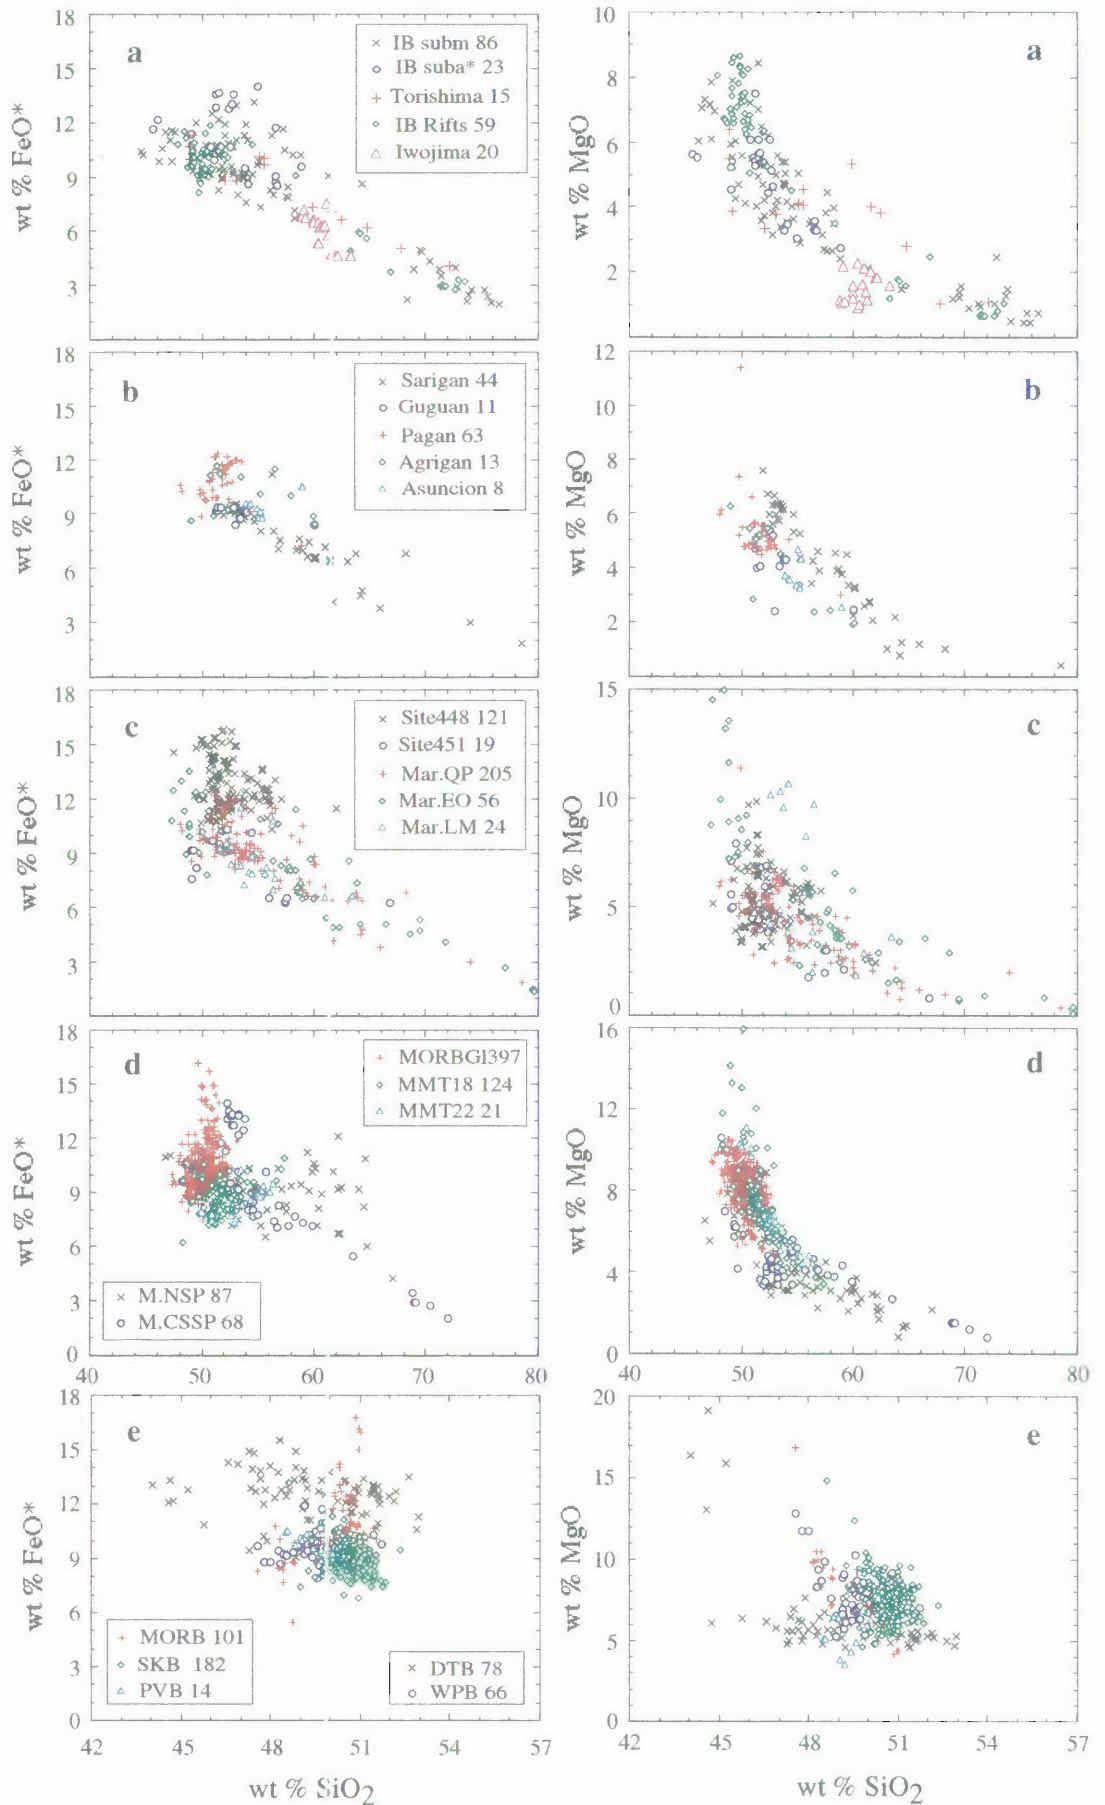 18
15
12
9
6
3
wt % FeO*
a
IB subm 86
IB suba* 23
Torishima 15
IB Rifts 59
Iwojima 20
10
8
6
4
2
wt % MgO
a
18
15
12
9
6
3
wt % FeO*
b
Sarigan 44
Guguan 11
Pagan 63
Agrigan 13
Asuncion 8
12
10
8
6
4
2
wt % MgO
b
18
15
12
9
6
3
wt % FeO*
c
Site448 121
Site451 19
Mar.QP 205
Mar.EO 56
Mar.LM 24
40 50 60 70 80
15
10
5
0
wt % MgO
c
18
15
12
9
6
3
0
wt % FeO*
d
MORBGl397
MMT18 124
MMT22 21
M.NSP 87
M.CSSP 68
40 50 60 70 80
16
12
8
4
0
wt % MgO
d
40 50 60 70 80
18
15
12
9
6
3
0
wt % FeO*
e
MORB 101
SKB 182
PVB 14
DTB 78
WPB 66
42 45 48 51 54 57
wt % SiO2
20
15
10
5
0
wt % MgO
e
42 45 48 51 54 57
wt % SiO2